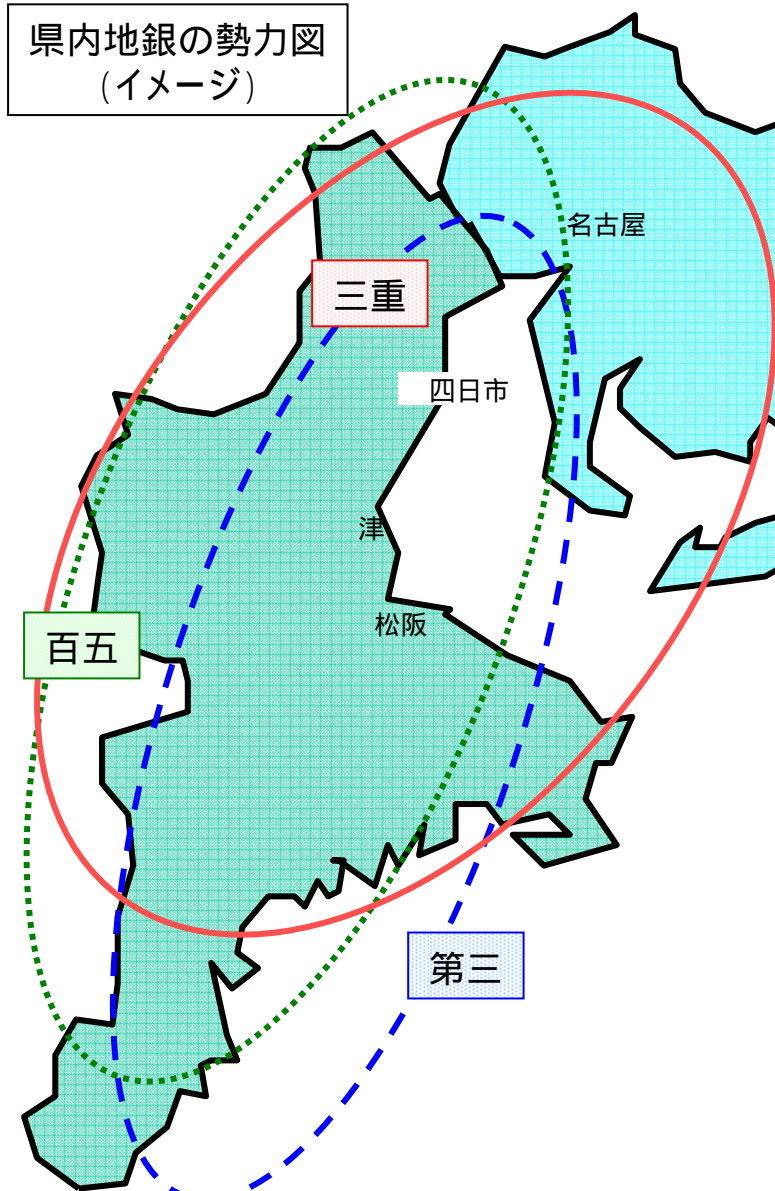 県内地銀の勢力図
(イメージ)
名古屋
三重
四日市
津
松阪
百五
第三